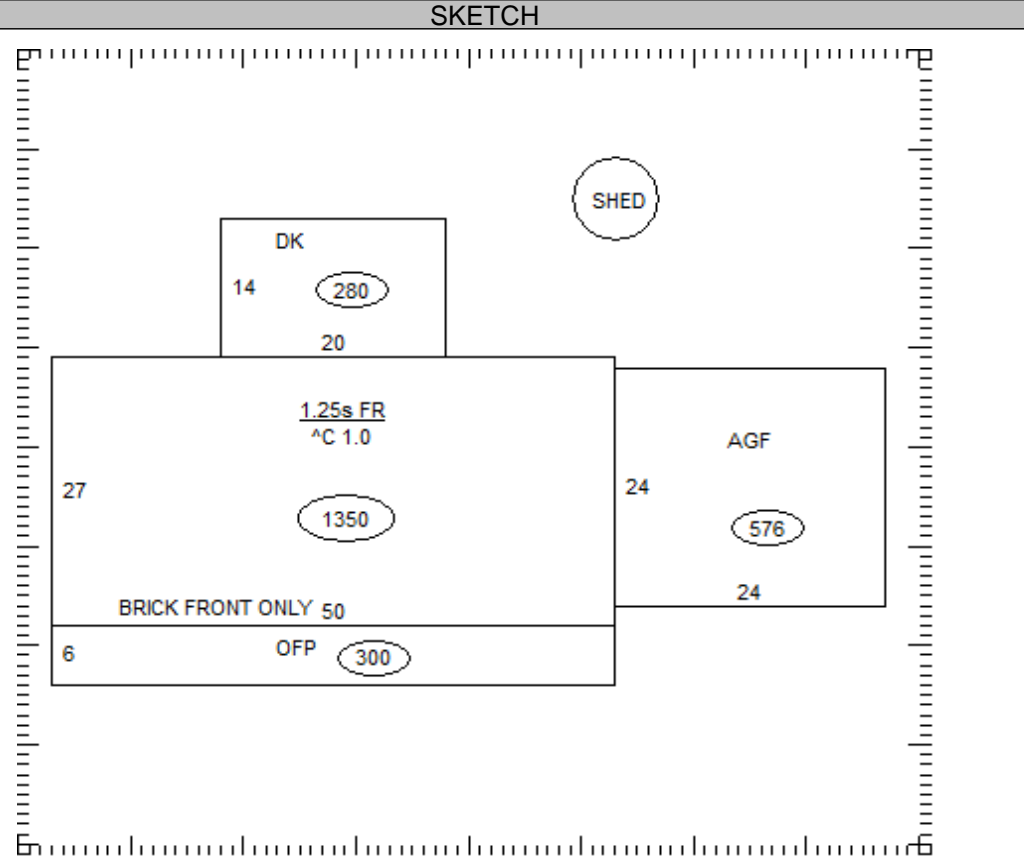 SKETCH
SHED
DK
14
280
20
1.25s FR
^C 1.0
AGF
27
24
1350
576
24
BRICK FRONT ONLY 50
6
OFP
300